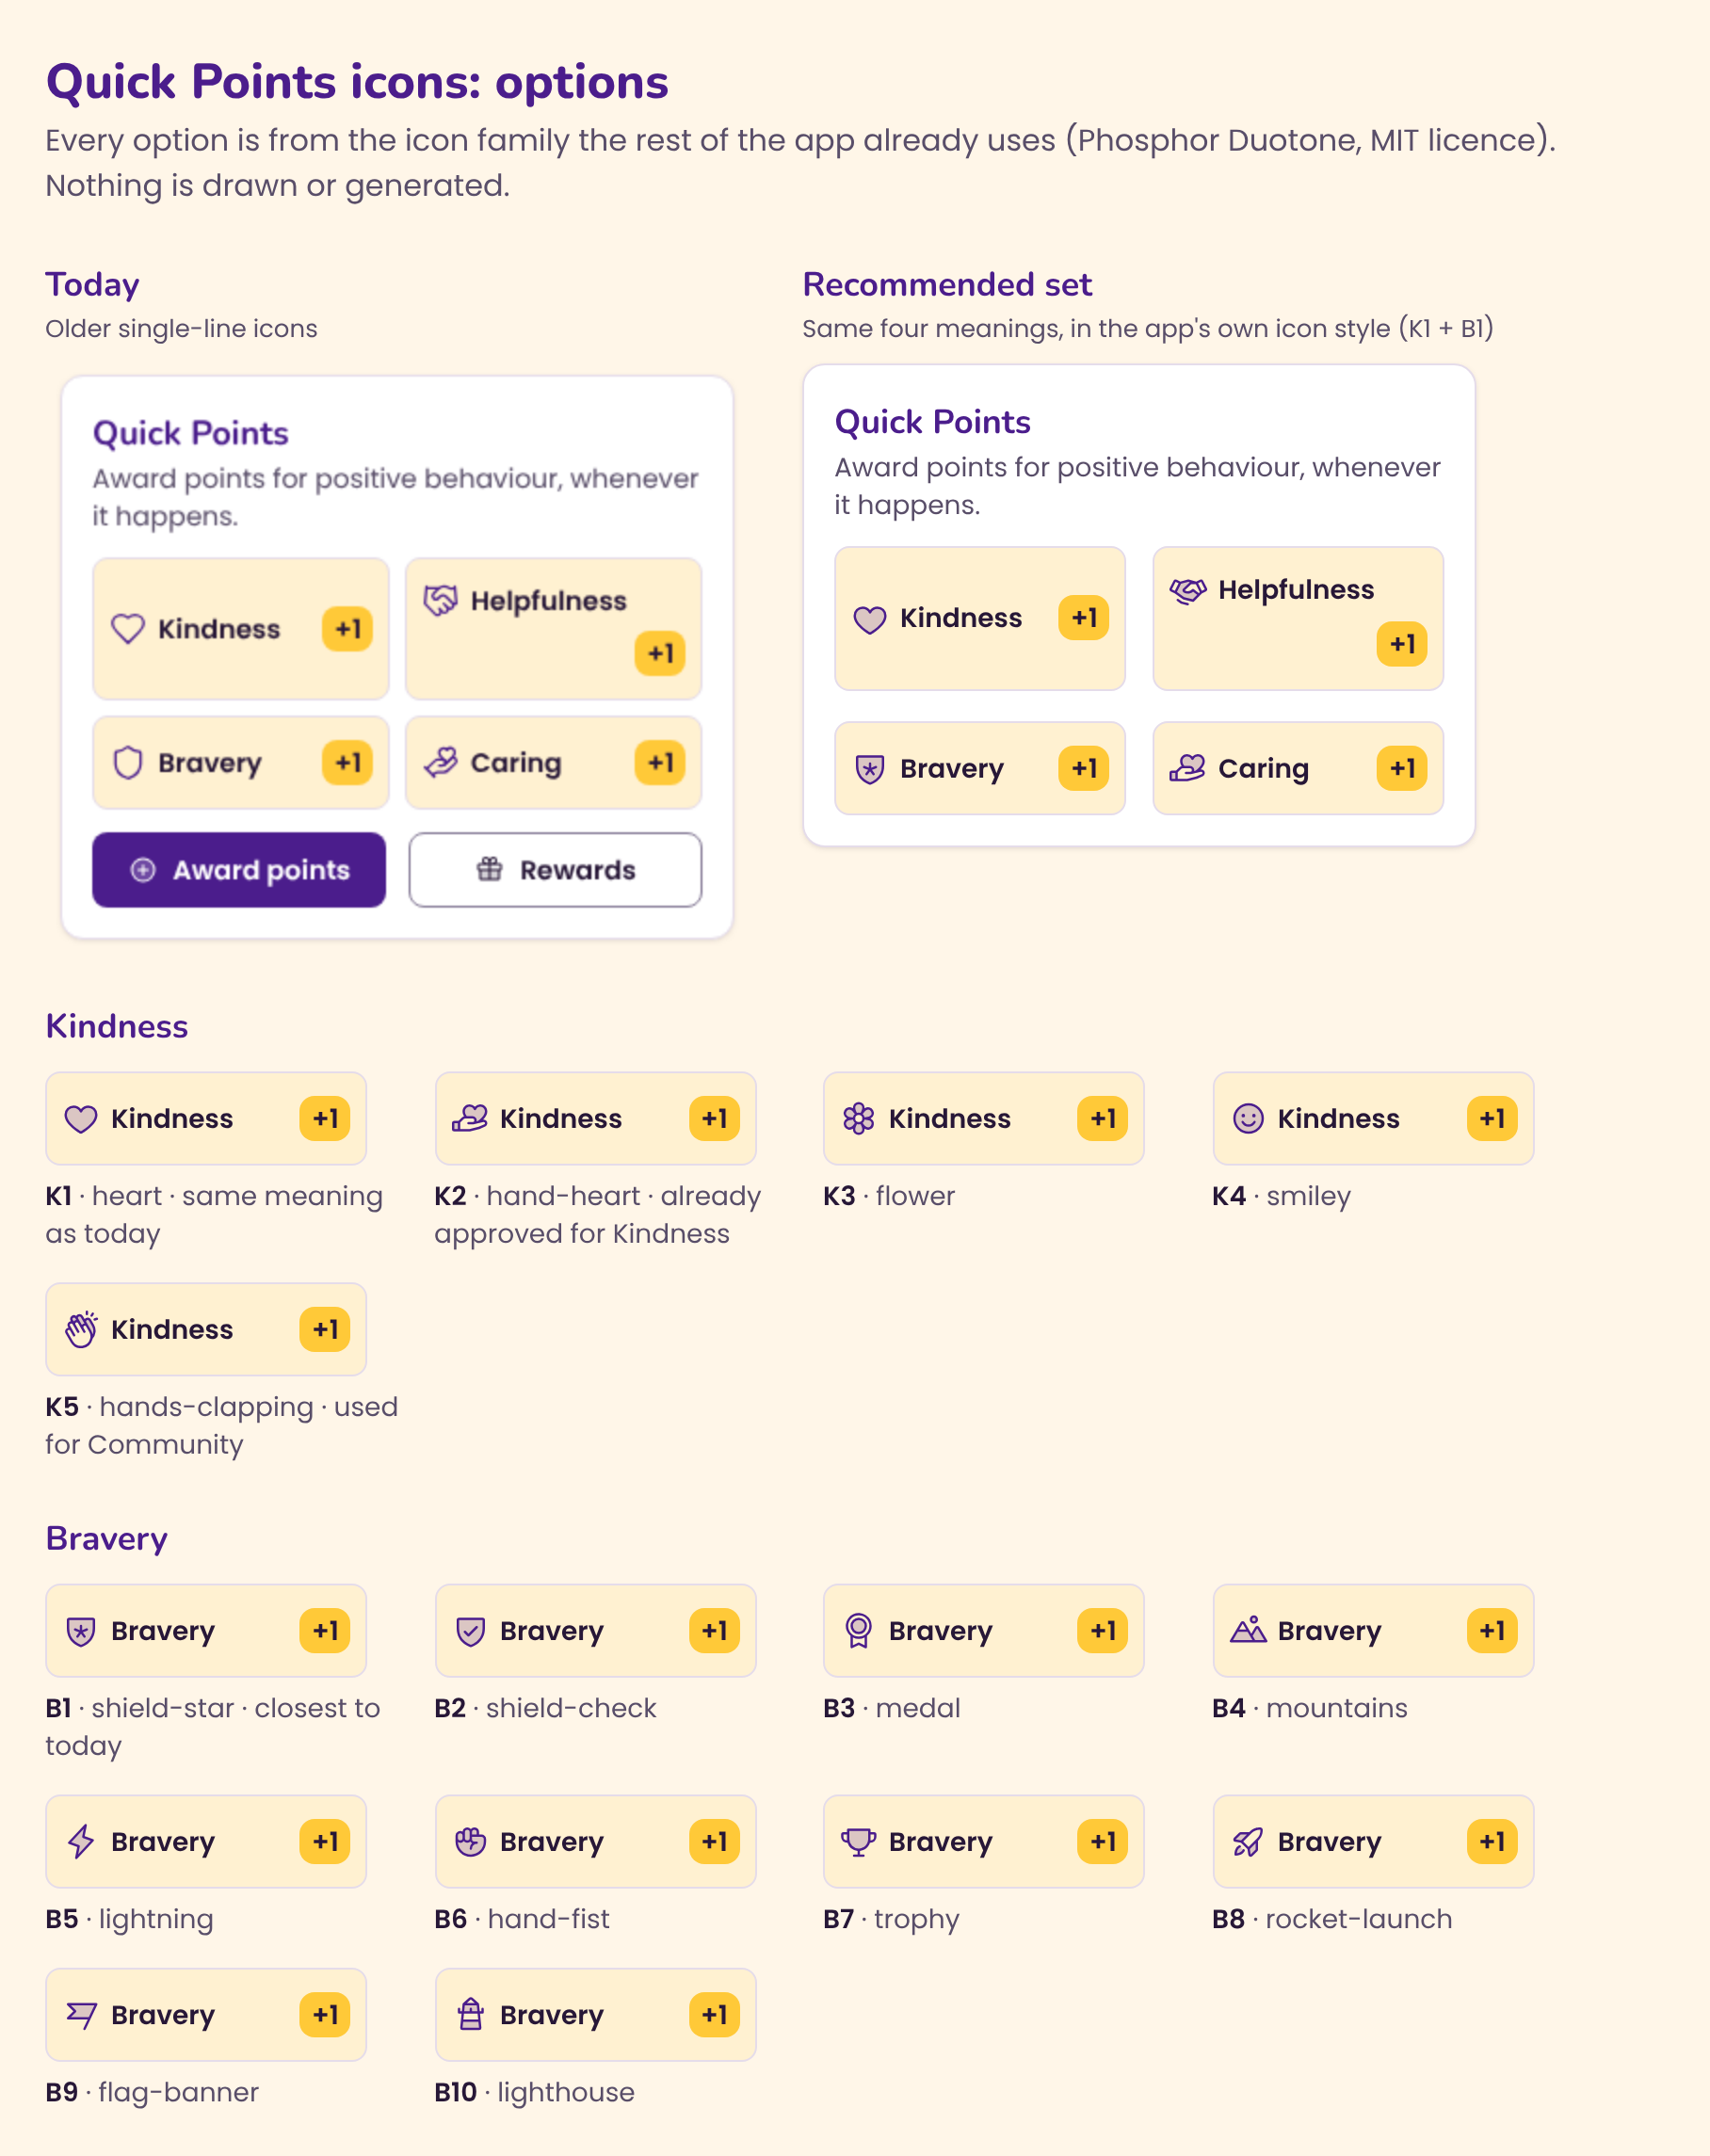 Quick Points icons: options
Every option is from the icon family the rest of the app already uses (Phosphor Duotone, MIT licence).
Nothing is drawn or generated.
Today
Older single-line icons
Quick Points
Award points for positive behaviour, whenever
it happens.
Kindness +1
Helpfulness
+1
Bravery +1
Caring +1
Award points
Rewards
Recommended set
Same four meanings, in the app's own icon style (K1 + B1)
Quick Points
Award points for positive behaviour, whenever
it happens.
Kindness +1
Helpfulness
+1
Bravery +1
Caring +1
Kindness
Kindness +1
K1 · heart · same meaning
as today
Kindness +1
K2 · hand-heart · already
approved for Kindness
Kindness +1
K3 · flower
Kindness +1
K4 · smiley
Kindness +1
K5 · hands-clapping · used
for Community
Bravery
Bravery +1
B1 · shield-star · closest to
today
Bravery +1
B2 · shield-check
Bravery +1
B3 · medal
Bravery +1
B4 · mountains
Bravery +1
B5 · lightning
Bravery +1
B6 · hand-fist
Bravery +1
B7 · trophy
Bravery +1
B8 · rocket-launch
Bravery +1
B9 · flag-banner
Bravery +1
B10 · lighthouse